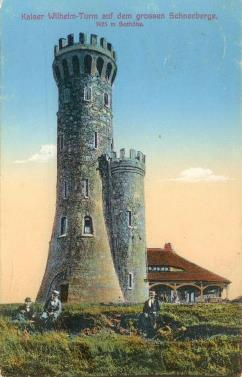 Kaiser Wilhelm-Turm auf dem grossen Schneeberge.
1425 m Seehöhe.